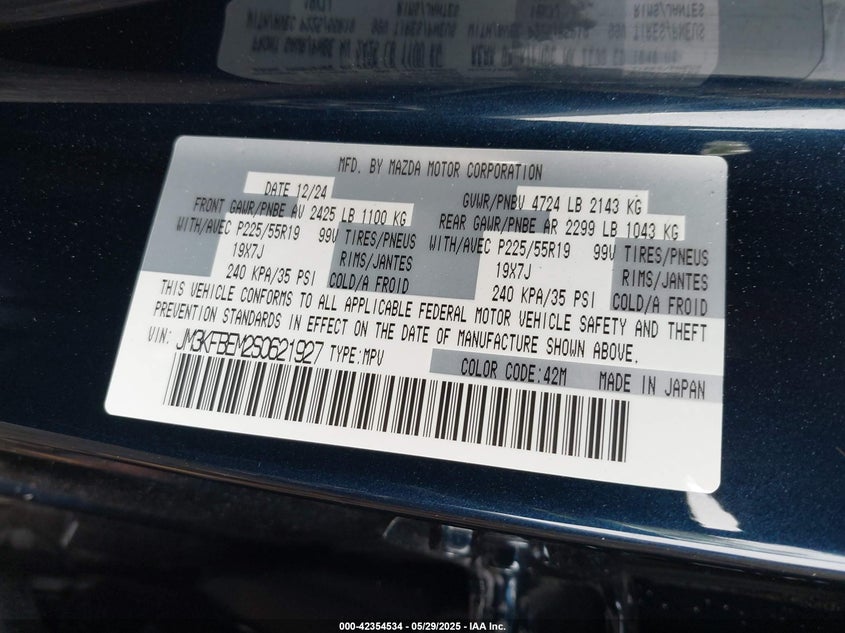 MFD. BY MAZDA MOTOR CORPORATION
DATE 12/24 GVWR/PNBV 4724 LB 2143 KG
FRONT GAWR/PNBE AV 2425 LB 1100 KG REAR GAWR/PNBE AR 2299 LB 1043 KG
WITH/AVEC P225/55R19 99V TIRES/PNEUS WITH/AVEC P225/55R19 99V TIRES/PNEUS
19X7J RIMS/JANTES 19X7J RIMS/JANTES
240 KPA/35 PSI COLD/A FROID 240 KPA/35 PSI COLD/A FROID
THIS VEHICLE CONFORMS TO ALL APPLICABLE FEDERAL MOTOR VEHICLE SAFETY AND THEFT
PREVENTION STANDARDS IN EFFECT ON THE DATE OF MANUFACTURE SHOWN ABOVE.
VIN: JM3KFBEM2S0621927 TYPE:MPV
COLOR CODE:42M MADE IN JAPAN
000-42354534 - 05/29/2025 - IAA Inc.